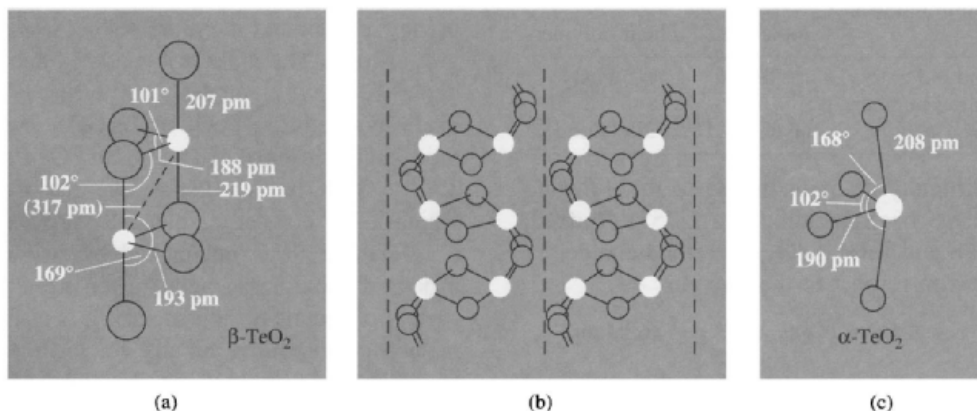 101°
207 pm
188 pm
102°
219 pm
(317 pm)
169°
193 pm
β-TeO₂
(a)
(b)
168°
208 pm
102°
190 pm
α-TeO₂
(c)